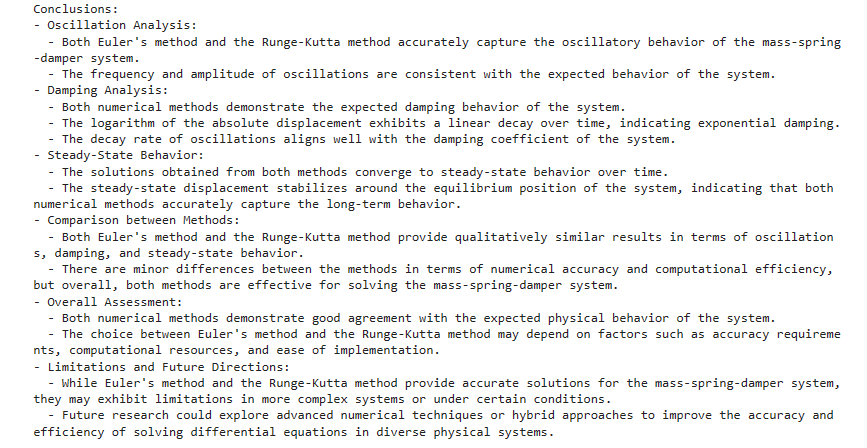 Conclusions:
- Oscillation Analysis:
  - Both Euler's method and the Runge-Kutta method accurately capture the oscillatory behavior of the mass-spring
-damper system.
  - The frequency and amplitude of oscillations are consistent with the expected behavior of the system.
- Damping Analysis:
  - Both numerical methods demonstrate the expected damping behavior of the system.
  - The logarithm of the absolute displacement exhibits a linear decay over time, indicating exponential damping.
  - The decay rate of oscillations aligns well with the damping coefficient of the system.
- Steady-State Behavior:
  - The solutions obtained from both methods converge to steady-state behavior over time.
  - The steady-state displacement stabilizes around the equilibrium position of the system, indicating that both
numerical methods accurately capture the long-term behavior.
- Comparison between Methods:
  - Both Euler's method and the Runge-Kutta method provide qualitatively similar results in terms of oscillation
s, damping, and steady-state behavior.
  - There are minor differences between the methods in terms of numerical accuracy and computational efficiency,
but overall, both methods are effective for solving the mass-spring-damper system.
- Overall Assessment:
  - Both numerical methods demonstrate good agreement with the expected physical behavior of the system.
  - The choice between Euler's method and the Runge-Kutta method may depend on factors such as accuracy requireme
nts, computational resources, and ease of implementation.
- Limitations and Future Directions:
  - While Euler's method and the Runge-Kutta method provide accurate solutions for the mass-spring-damper system,
they may exhibit limitations in more complex systems or under certain conditions.
  - Future research could explore advanced numerical techniques or hybrid approaches to improve the accuracy and
efficiency of solving differential equations in diverse physical systems.